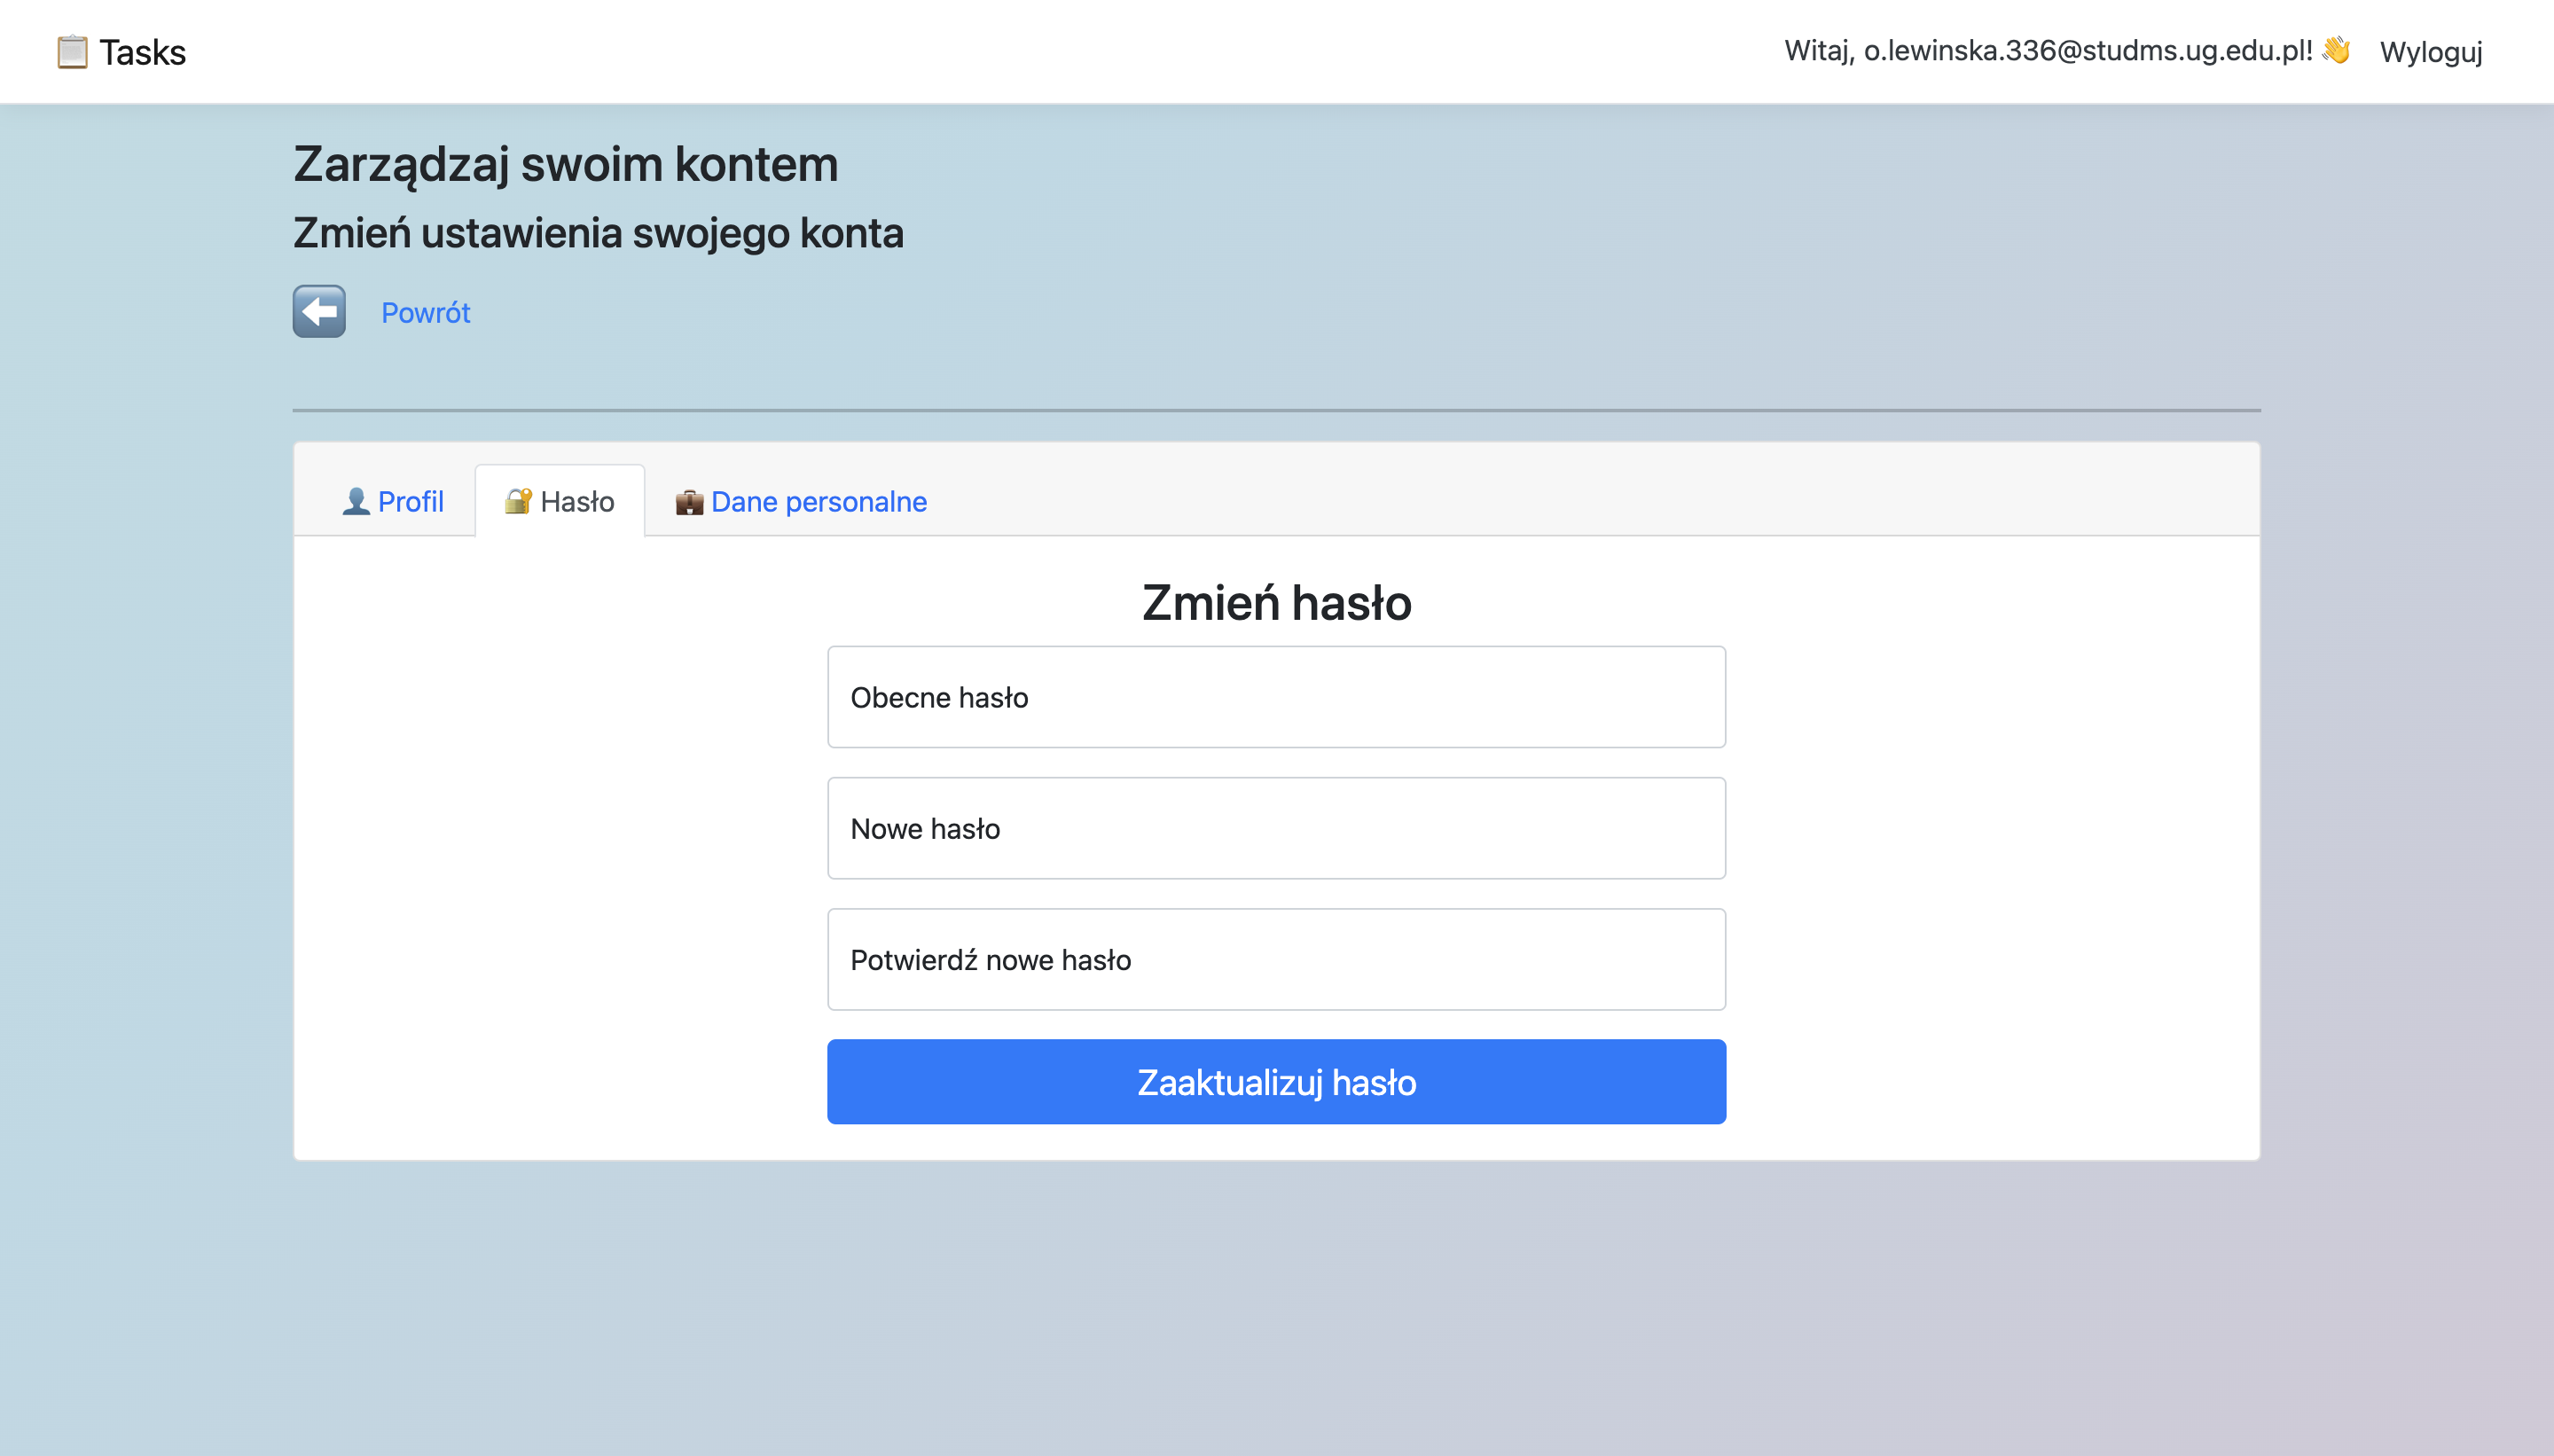 📋 Tasks
Witaj, o.lewinska.336@studms.ug.edu.pl! 👋 Wyloguj
Zarządzaj swoim kontem
Zmień ustawienia swojego konta
⬅️ Powrót
👤 Profil
🔐 Hasło
💼 Dane personalne
Zmień hasło
Obecne hasło
Nowe hasło
Potwierdź nowe hasło
Zaaktualizuj hasło